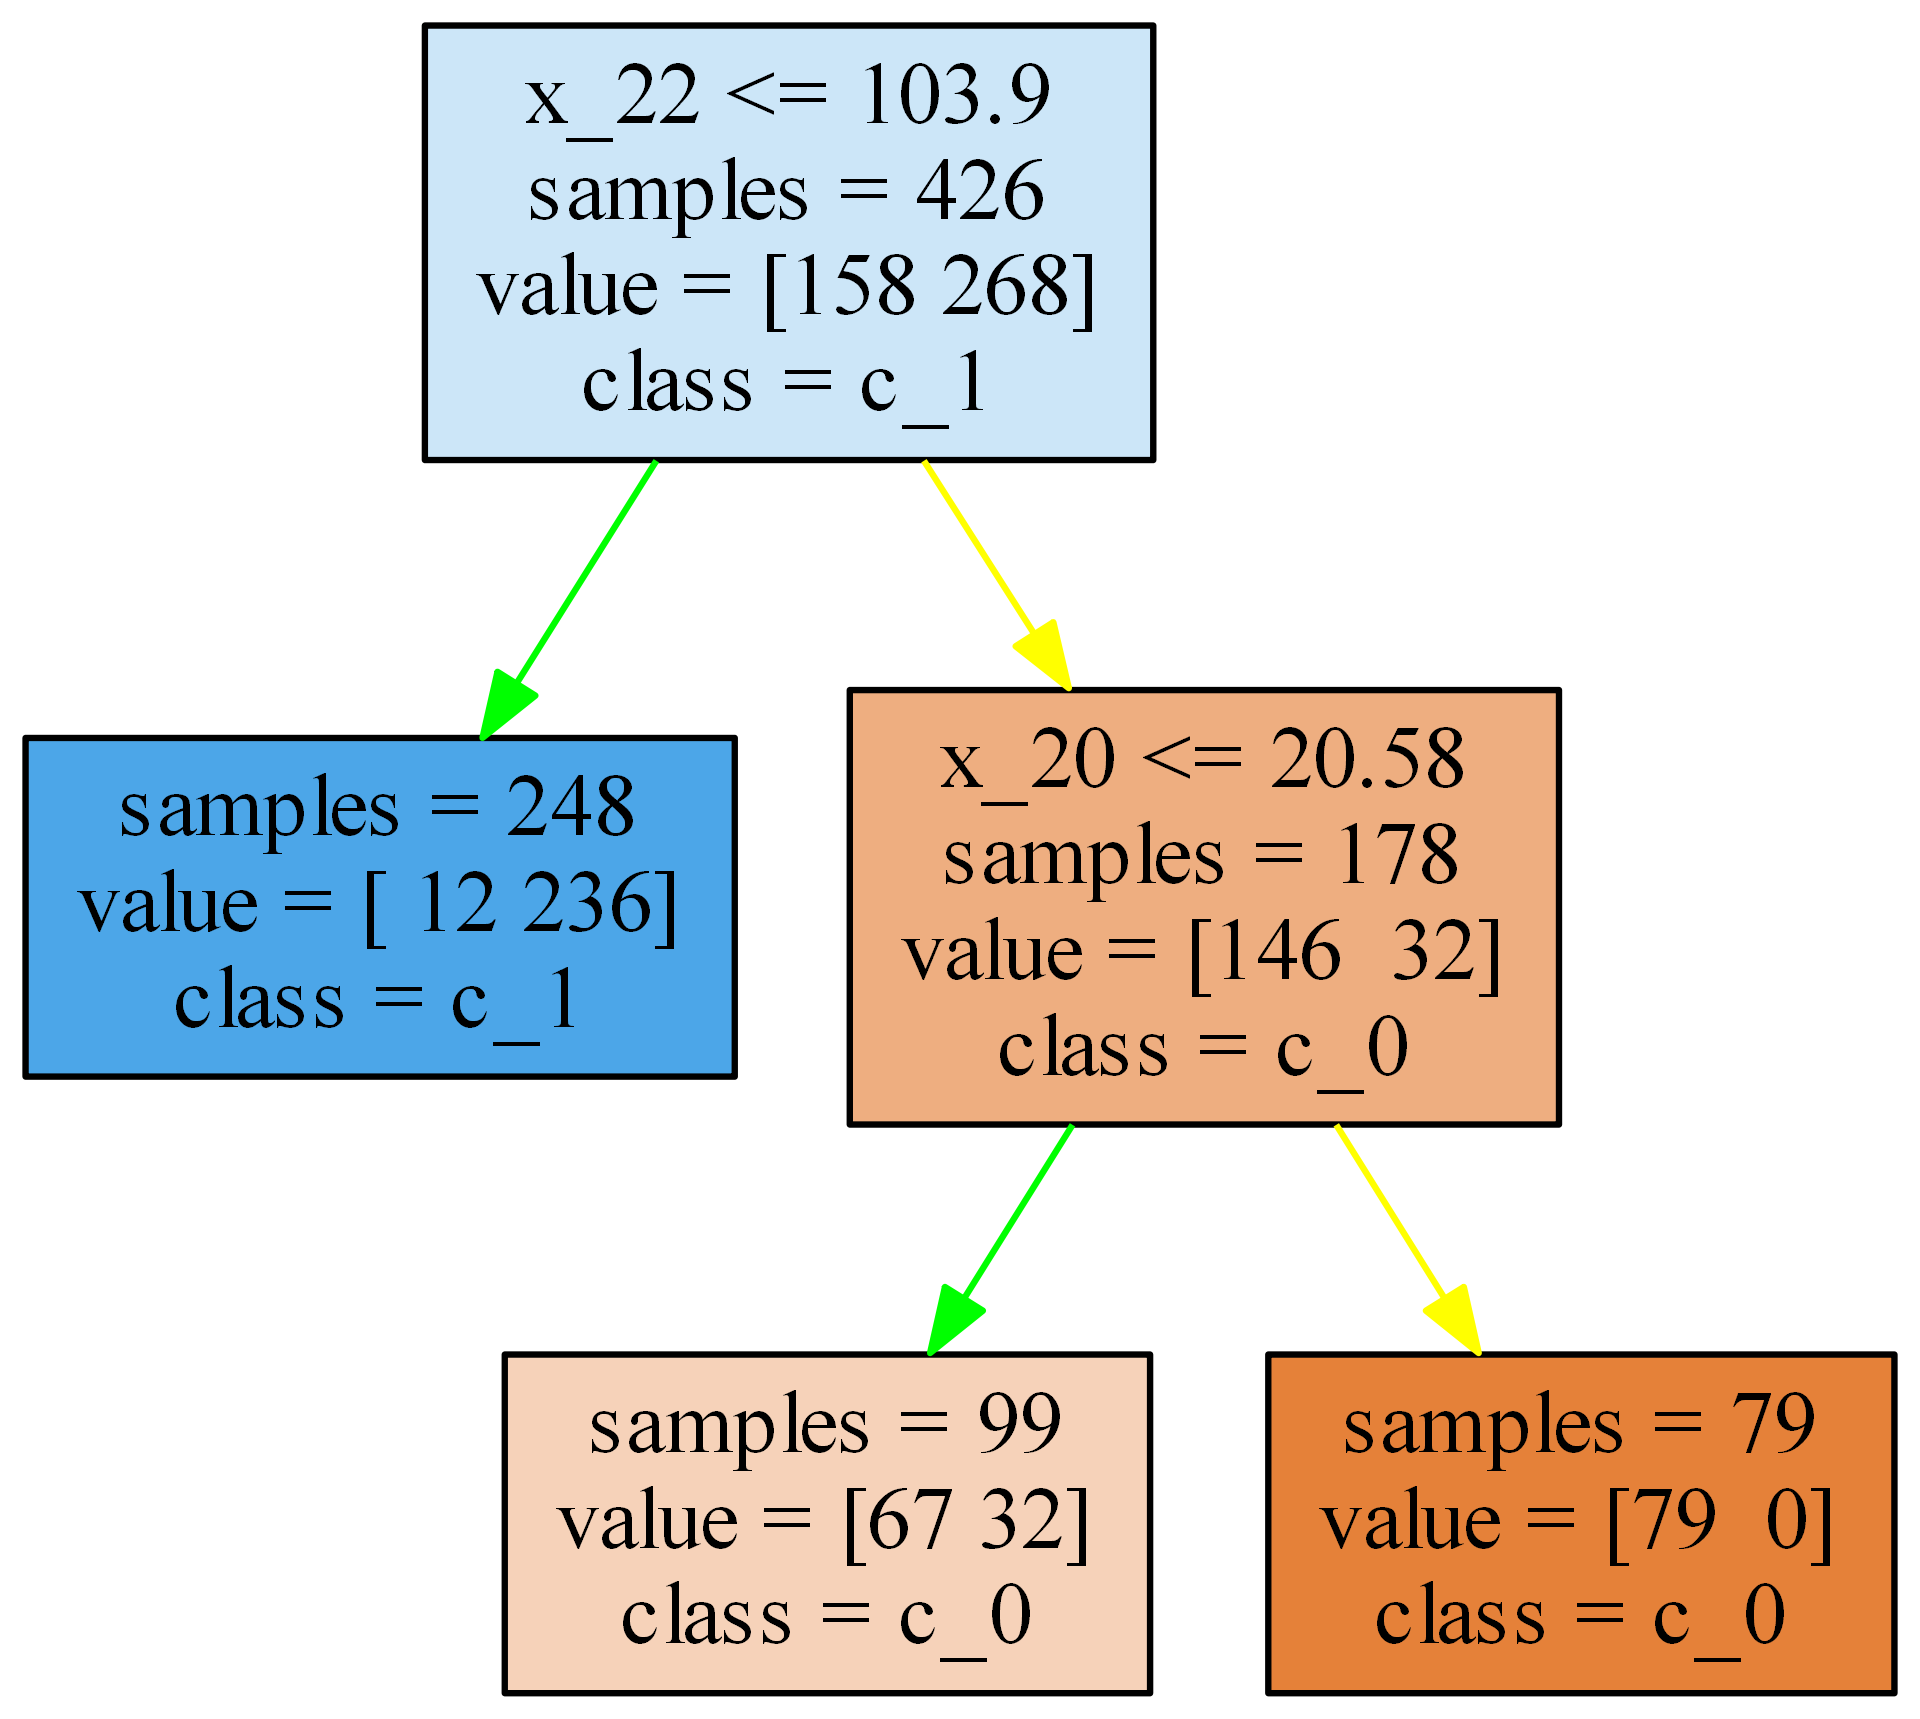 x_22 <= 103.9
samples = 426
value = [158 268]
class = c_1
samples = 248
value = [ 12 236]
class = c_1
x_20 <= 20.58
samples = 178
value = [146  32]
class = c_0
samples = 99
value = [67 32]
class = c_0
samples = 79
value = [79  0]
class = c_0